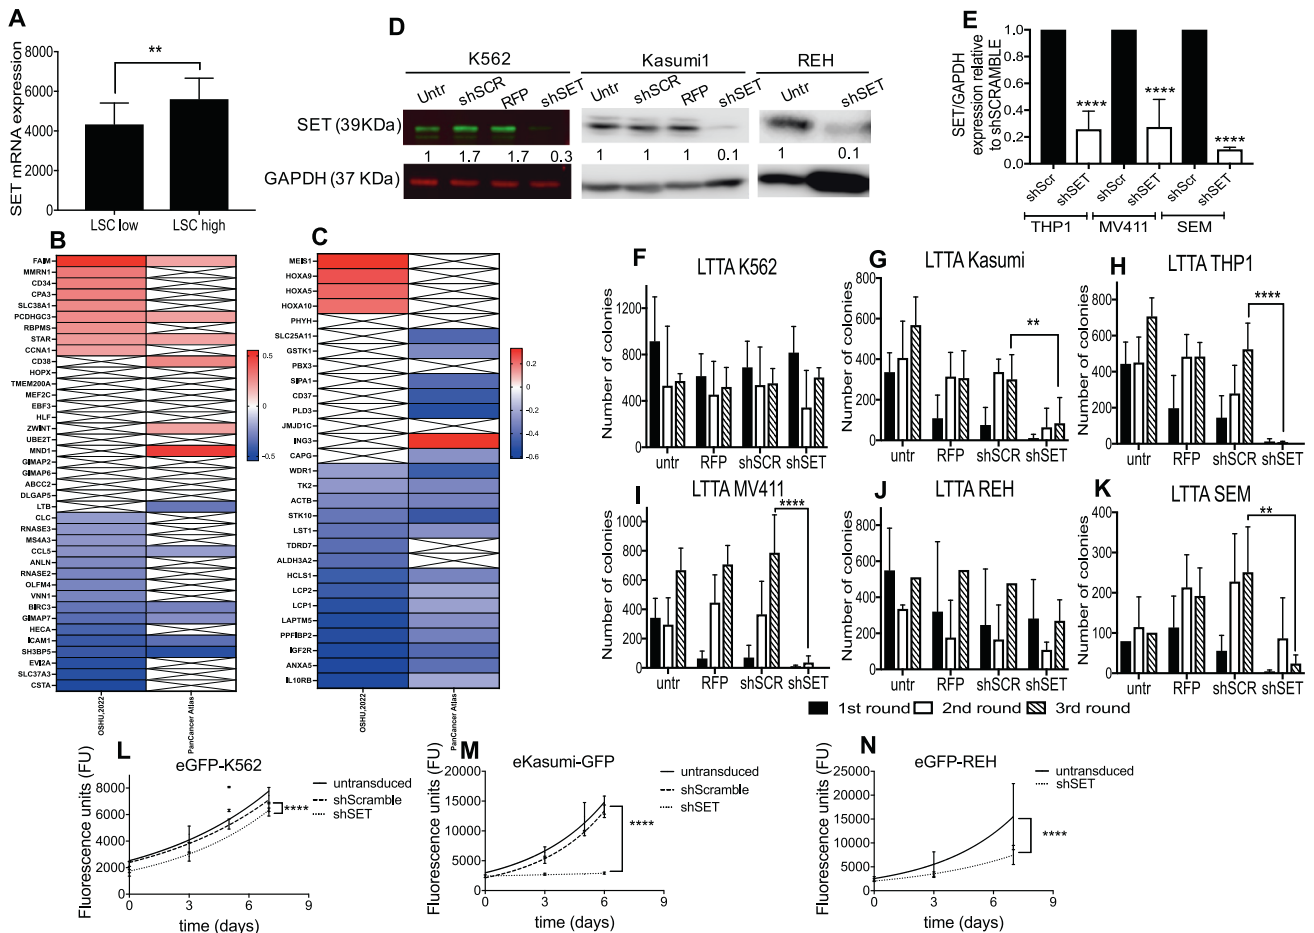 A
SET mRNA expression
8000
6000
4000
2000
0
**
LSC low
LSC high
D
K562
Kasumi1
REH
Untr
shSCR
RFP
shSET
Untr
shSCR
RFP
shSET
Untr
shSET
SET (39KDa)
1
1.7
1.7
0.3
1
1
1
0.1
1
0.1
GAPDH (37 KDa)
E
SET/GAPDH
expression relative
to shSCRAMBLE
1.0
0.8
0.6
0.4
0.2
0.0
****
****
****
shScr
shSET
shScr
shSET
shScr
shSET
THP1
MV411
SEM
B
FAIM
MMRN1
CD34
CPA3
SLC38A1
PCDHGC3
RBPMS
STAR
CCNA1
CD38
HOPX
TMEM200A
MEF2C
EBF3
HLF
ZWINT
UBE2T
MND1
GIMAP2
GIMAP6
ABCC2
DLGAP5
LTB
CLC
RNASE3
MS4A3
CCL5
ANLN
RNASE2
OLFM4
VNN1
BIRC3
GIMAP7
HECA
ICAM1
SH3BP5
EVI2A
SLC37A3
CSTA
0.5
0
-0.5
OSHU,2022
PanCancer Atlas
C
MEIS1
HOXA9
HOXA5
HOXA10
PHYH
SLC25A11
GSTK1
PBX3
SIPA1
CD37
PLD3
JMJD1C
ING3
CAPG
WDR1
TK2
ACTB
STK10
LST1
TDRD7
ALDH3A2
HCLS1
LCP2
LCP1
LAPTM5
PPFIBP2
IGF2R
ANXA5
IL10RB
0.2
0
-0.2
-0.4
-0.6
OSHU,2022
PanCancer Atlas
F
LTTA K562
Number of colonies
1200
800
400
0
untr
RFP
shSCR
shSET
G
LTTA Kasumi
Number of colonies
800
600
400
200
0
**
untr
RFP
shSCR
shSET
H
LTTA THP1
Number of colonies
800
600
400
200
0
****
untr
RFP
shSCR
shSET
I
LTTA MV411
Number of colonies
1000
800
600
400
200
0
****
untr
RFP
shSCR
shSET
J
LTTA REH
Number of colonies
800
600
400
200
0
untr
RFP
shSCR
shSET
K
LTTA SEM
Number of colonies
400
300
200
100
0
**
untr
RFP
shSCR
shSET
1st round
2nd round
3rd round
L
eGFP-K562
Fluorescence units (FU)
8000
6000
4000
2000
0
0
3
6
9
time (days)
untransduced
shScramble
shSET
****
M
eKasumi-GFP
Fluorescence units (FU)
20000
15000
10000
5000
0
0
3
6
9
time (days)
untransduced
shScramble
shSET
****
N
eGFP-REH
Fluorescence units (FU)
25000
20000
15000
10000
5000
0
0
3
6
9
time (days)
untransduced
shSET
****